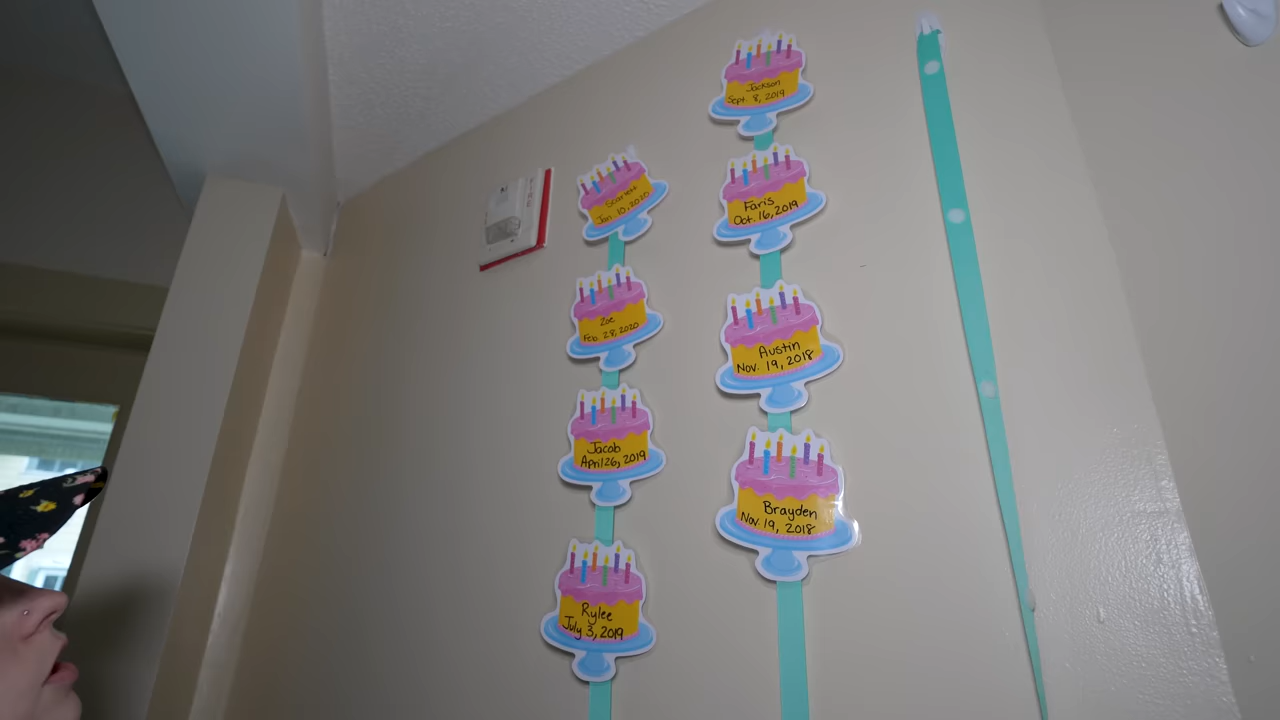 Scarlett
Jan. 10, 2020
Zoe
Feb. 28, 2020
Jacob
April 26, 2019
Rylee
July 3, 2019
Jackson
Sept. 8, 2019
Faris
Oct. 16, 2019
Austin
Nov. 19, 2018
Brayden
Nov 19, 2018